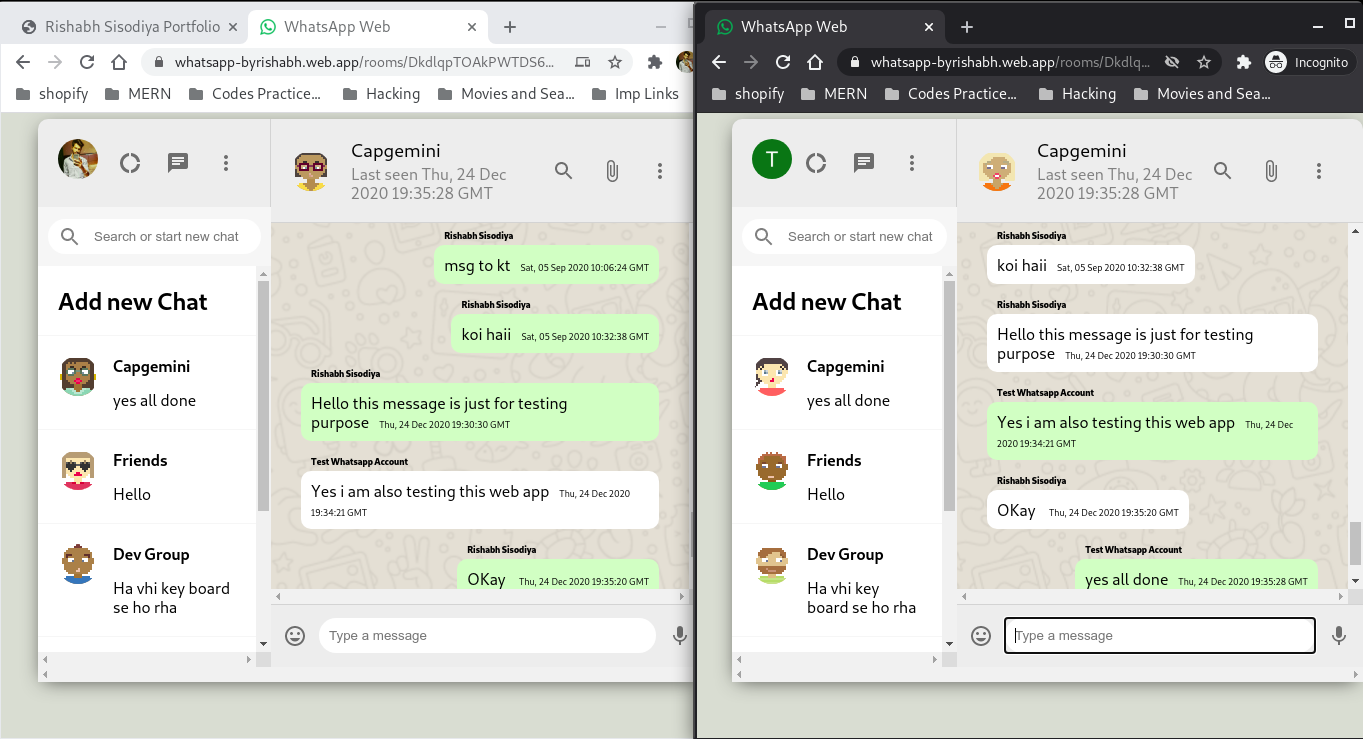 Rishabh Sisodiya Portfolio
WhatsApp Web
whatsapp-byrishabh.web.app/rooms/DkdlqpTOAkPWTDS6...
shopify
MERN
Codes Practice...
Hacking
Movies and Sea...
Imp Links
Capgemini
Last seen Thu, 24 Dec
2020 19:35:28 GMT
Search or start new chat
Add new Chat
Capgemini
yes all done
Friends
Hello
Dev Group
Ha vhi key board
se ho rha
Rishabh Sisodiya
msg to kt Sat, 05 Sep 2020 10:06:24 GMT
Rishabh Sisodiya
koi haii Sat, 05 Sep 2020 10:32:38 GMT
Rishabh Sisodiya
Hello this message is just for testing
purpose Thu, 24 Dec 2020 19:30:30 GMT
Test Whatsapp Account
Yes i am also testing this web app Thu, 24 Dec 2020
19:34:21 GMT
Rishabh Sisodiya
OKay Thu, 24 Dec 2020 19:35:20 GMT
Type a message
WhatsApp Web
whatsapp-byrishabh.web.app/rooms/Dkdlq...
Incognito
shopify
MERN
Codes Practice...
Hacking
Movies and Sea...
T
Capgemini
Last seen Thu, 24 Dec
2020 19:35:28 GMT
Search or start new chat
Add new Chat
Capgemini
yes all done
Friends
Hello
Dev Group
Ha vhi key
board se ho rha
Rishabh Sisodiya
koi haii Sat, 05 Sep 2020 10:32:38 GMT
Rishabh Sisodiya
Hello this message is just for testing
purpose Thu, 24 Dec 2020 19:30:30 GMT
Test Whatsapp Account
Yes i am also testing this web app Thu, 24 Dec
2020 19:34:21 GMT
Rishabh Sisodiya
OKay Thu, 24 Dec 2020 19:35:20 GMT
Test Whatsapp Account
yes all done Thu, 24 Dec 2020 19:35:28 GMT
Type a message